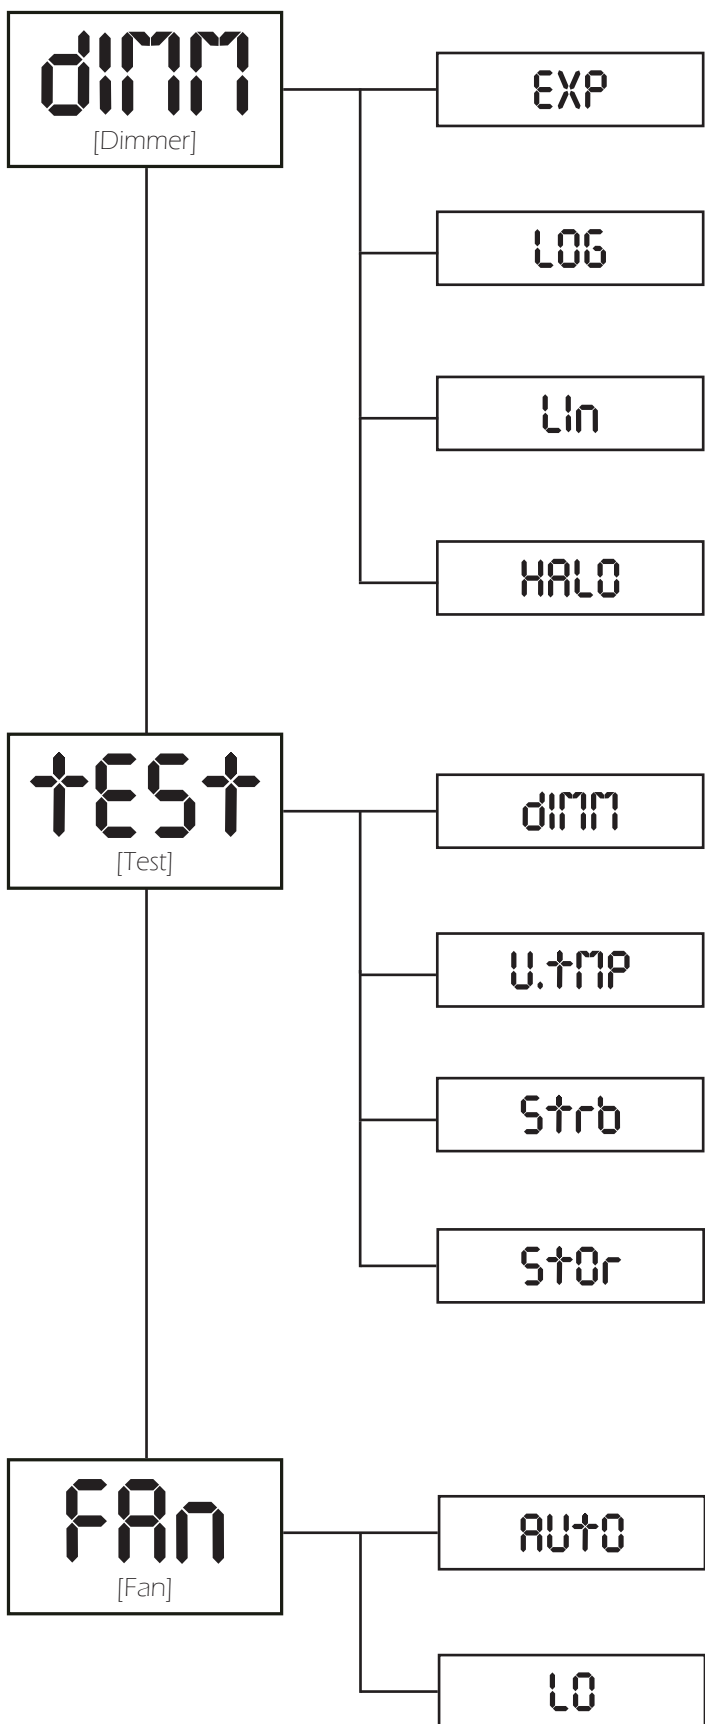 dIMM
[Dimmer]
EXP
LOG
LIn
HALO
tESt
[Test]
dIMM
U.tMP
Strb
StOr
FAn
[Fan]
AUtO
LO